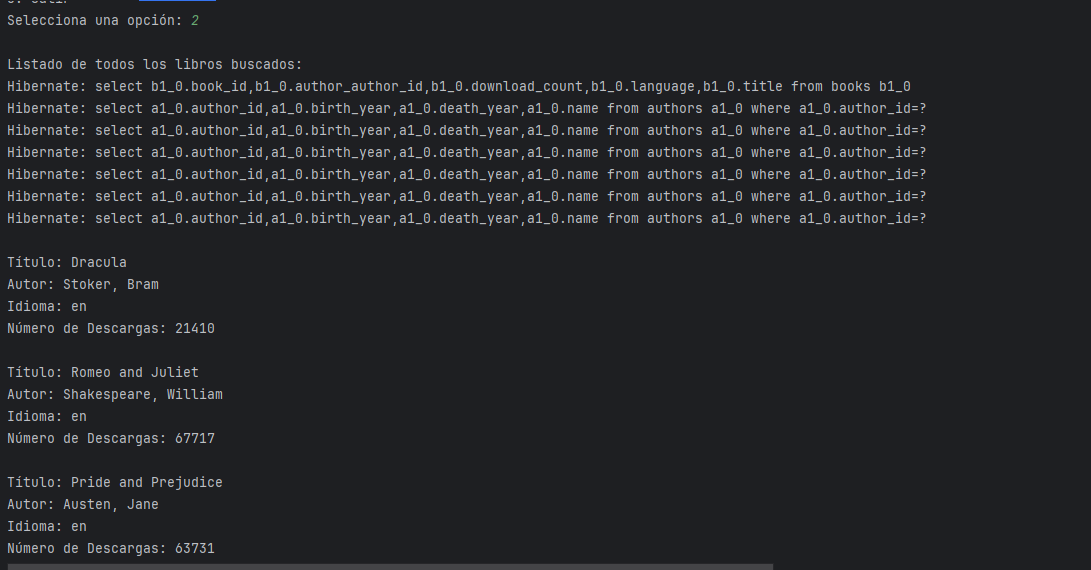 Selecciona una opción: 2
Listado de todos los libros buscados:
Hibernate: select b1_0.book_id,b1_0.author_author_id,b1_0.download_count,b1_0.language,b1_0.title from books b1_0
Hibernate: select a1_0.author_id,a1_0.birth_year,a1_0.death_year,a1_0.name from authors a1_0 where a1_0.author_id=?
Hibernate: select a1_0.author_id,a1_0.birth_year,a1_0.death_year,a1_0.name from authors a1_0 where a1_0.author_id=?
Hibernate: select a1_0.author_id,a1_0.birth_year,a1_0.death_year,a1_0.name from authors a1_0 where a1_0.author_id=?
Hibernate: select a1_0.author_id,a1_0.birth_year,a1_0.death_year,a1_0.name from authors a1_0 where a1_0.author_id=?
Hibernate: select a1_0.author_id,a1_0.birth_year,a1_0.death_year,a1_0.name from authors a1_0 where a1_0.author_id=?
Hibernate: select a1_0.author_id,a1_0.birth_year,a1_0.death_year,a1_0.name from authors a1_0 where a1_0.author_id=?
Título: Dracula
Autor: Stoker, Bram
Idioma: en
Número de Descargas: 21410
Título: Romeo and Juliet
Autor: Shakespeare, William
Idioma: en
Número de Descargas: 67717
Título: Pride and Prejudice
Autor: Austen, Jane
Idioma: en
Número de Descargas: 63731